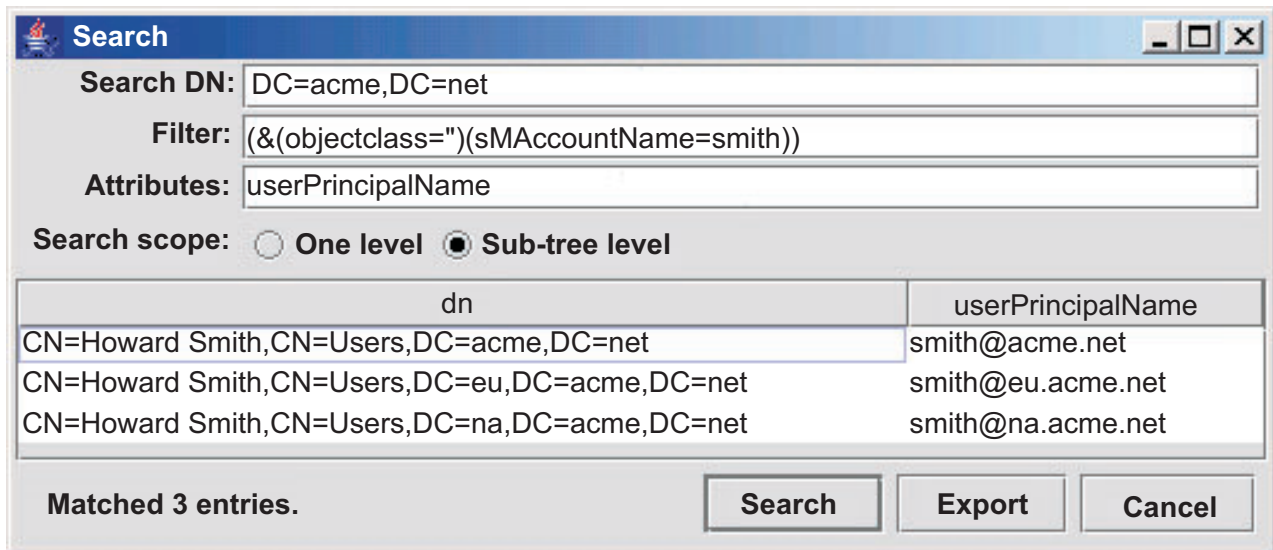 Search
Search DN: DC=acme,DC=net
Filter: (&(objectclass=")(sMAccountName=smith))
Attributes: userPrincipalName
Search scope: One level Sub-tree level
dn userPrincipalName
CN=Howard Smith,CN=Users,DC=acme,DC=net smith@acme.net
CN=Howard Smith,CN=Users,DC=eu,DC=acme,DC=net smith@eu.acme.net
CN=Howard Smith,CN=Users,DC=na,DC=acme,DC=net smith@na.acme.net
Matched 3 entries. Search Export Cancel